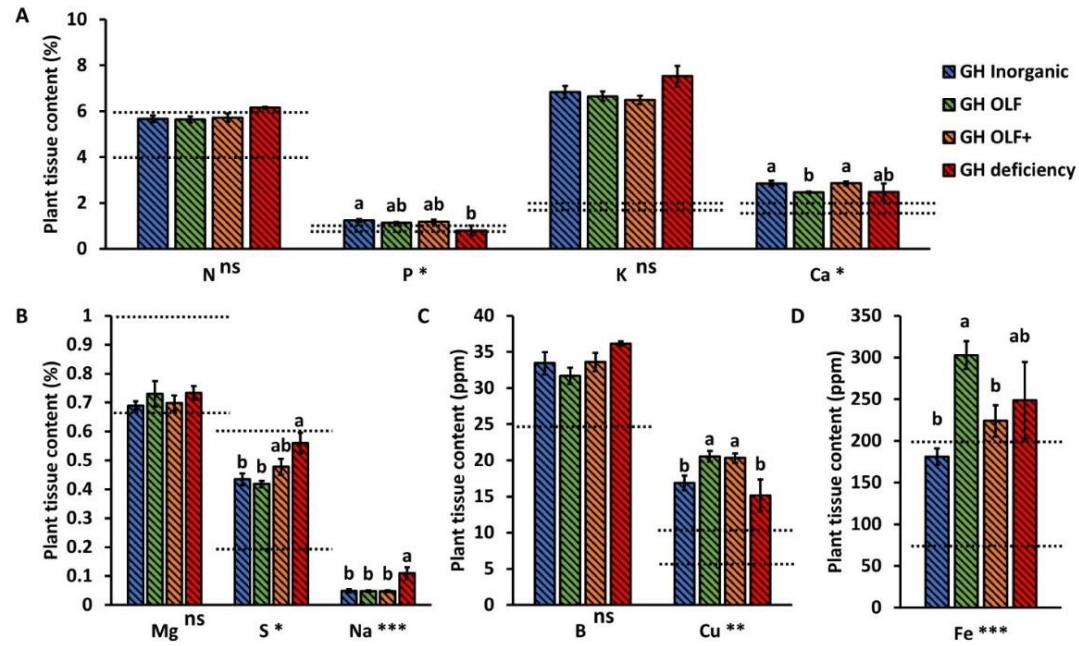 A
Plant tissue content (%)
10
8
6
4
2
0
a ab ab b
a b a ab
N ns P * K ns Ca *
GH Inorganic
GH OLF
GH OLF+
GH deficiency
B
Plant tissue content (%)
1
0.9
0.8
0.7
0.6
0.5
0.4
0.3
0.2
0.1
0
b b ab a
b b b a
Mg ns S * Na ***
C
Plant tissue content (ppm)
40
35
30
25
20
15
10
5
0
b a a b
B ns Cu **
D
Plant tissue content (ppm)
350
300
250
200
150
100
50
0
b a b ab
Fe ***